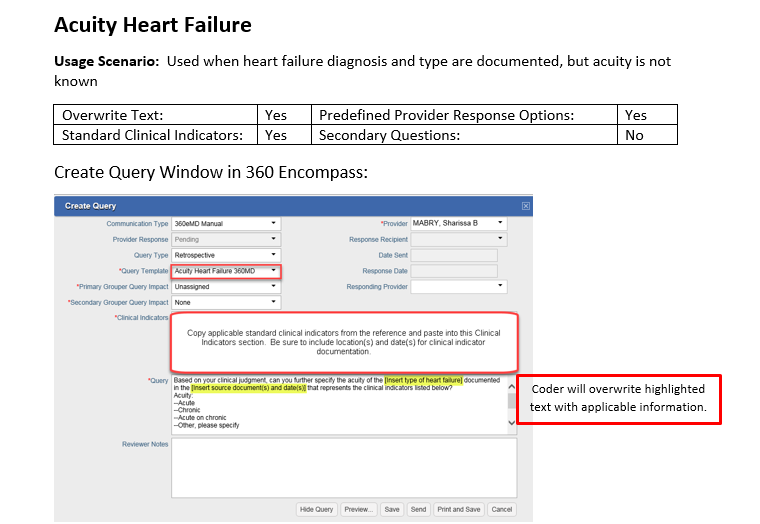 Acuity Heart Failure
Usage Scenario: Used when heart failure diagnosis and type are documented, but acuity is not
known
Overwrite Text: Yes Predefined Provider Response Options: Yes
Standard Clinical Indicators: Yes Secondary Questions: No
Create Query Window in 360 Encompass:
Create Query
Communication Type 360eMD Manual *Provider MABRY, Sharissa B
Provider Response Pending Response Recipient
Query Type Retrospective Date Sent
*Query Template Acuity Heart Failure 360MD Response Date
*Primary Grouper Query Impact Unassigned Responding Provider
*Secondary Grouper Query Impact None
*Clinical Indicators
Copy applicable standard clinical indicators from the reference and paste into this Clinical
Indicators section. Be sure to include location(s) and date(s) for clinical indicator
documentation.
*Query Based on your clinical judgment, can you further specify the acuity of the [Insert type of heart failure] documented
in the [Insert source document(s) and date(s)] that represents the clinical indicators listed below?
Acuity:
--Acute
--Chronic
--Acute on chronic
--Other, please specify
Coder will overwrite highlighted
text with applicable information.
Reviewer Notes
Hide Query Preview... Save Send Print and Save Cancel